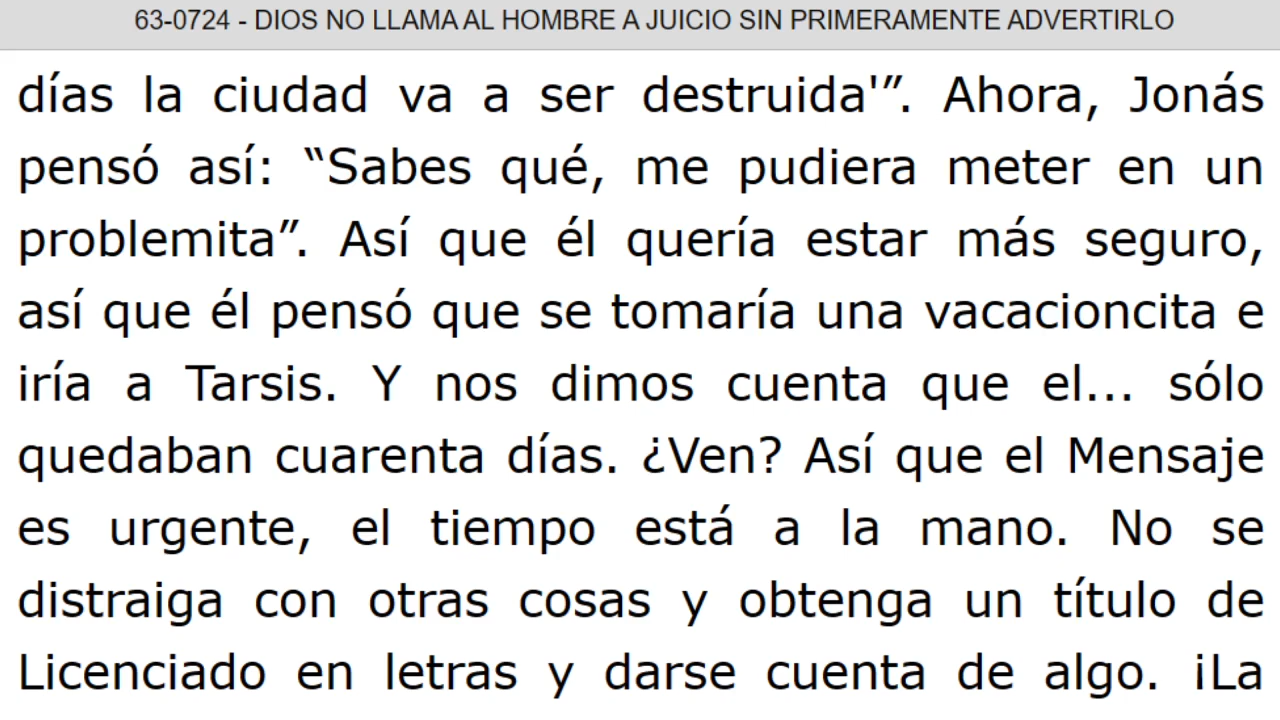 63-0724 - DIOS NO LLAMA AL HOMBRE A JUICIO SIN PRIMERAMENTE ADVERTIRLO
días la ciudad va a ser destruida'”. Ahora, Jonás
pensó así: “Sabes qué, me pudiera meter en un
problemita”. Así que él quería estar más seguro,
así que él pensó que se tomaría una vacacioncita e
iría a Tarsis. Y nos dimos cuenta que el... sólo
quedaban cuarenta días. ¿Ven? Así que el Mensaje
es urgente, el tiempo está a la mano. No se
distraiga con otras cosas y obtenga un título de
Licenciado en letras y darse cuenta de algo. ¡La